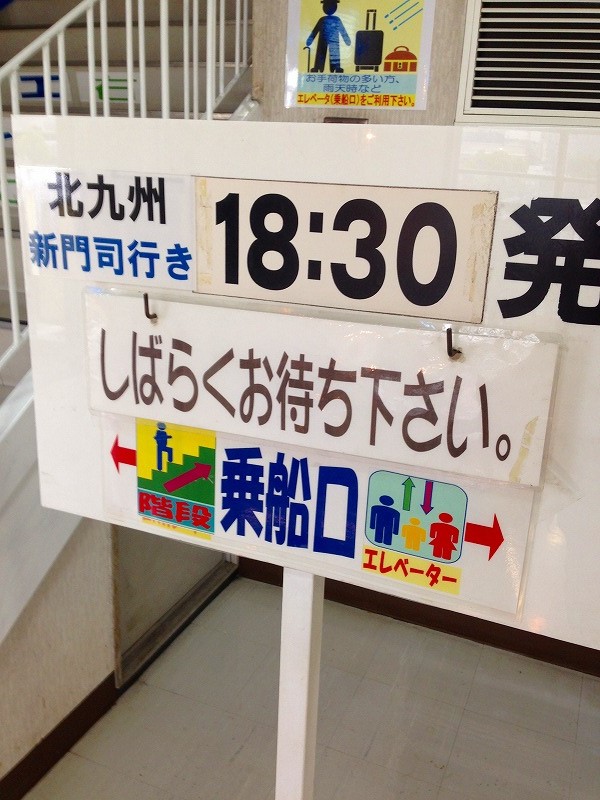 お手荷物の多い方、
雨天時など
エレベータ(乗船口)をご利用下さい。
北九州
新門司行き
18:30 発
しばらくお待ち下さい。
階段
乗船口
エレベーター